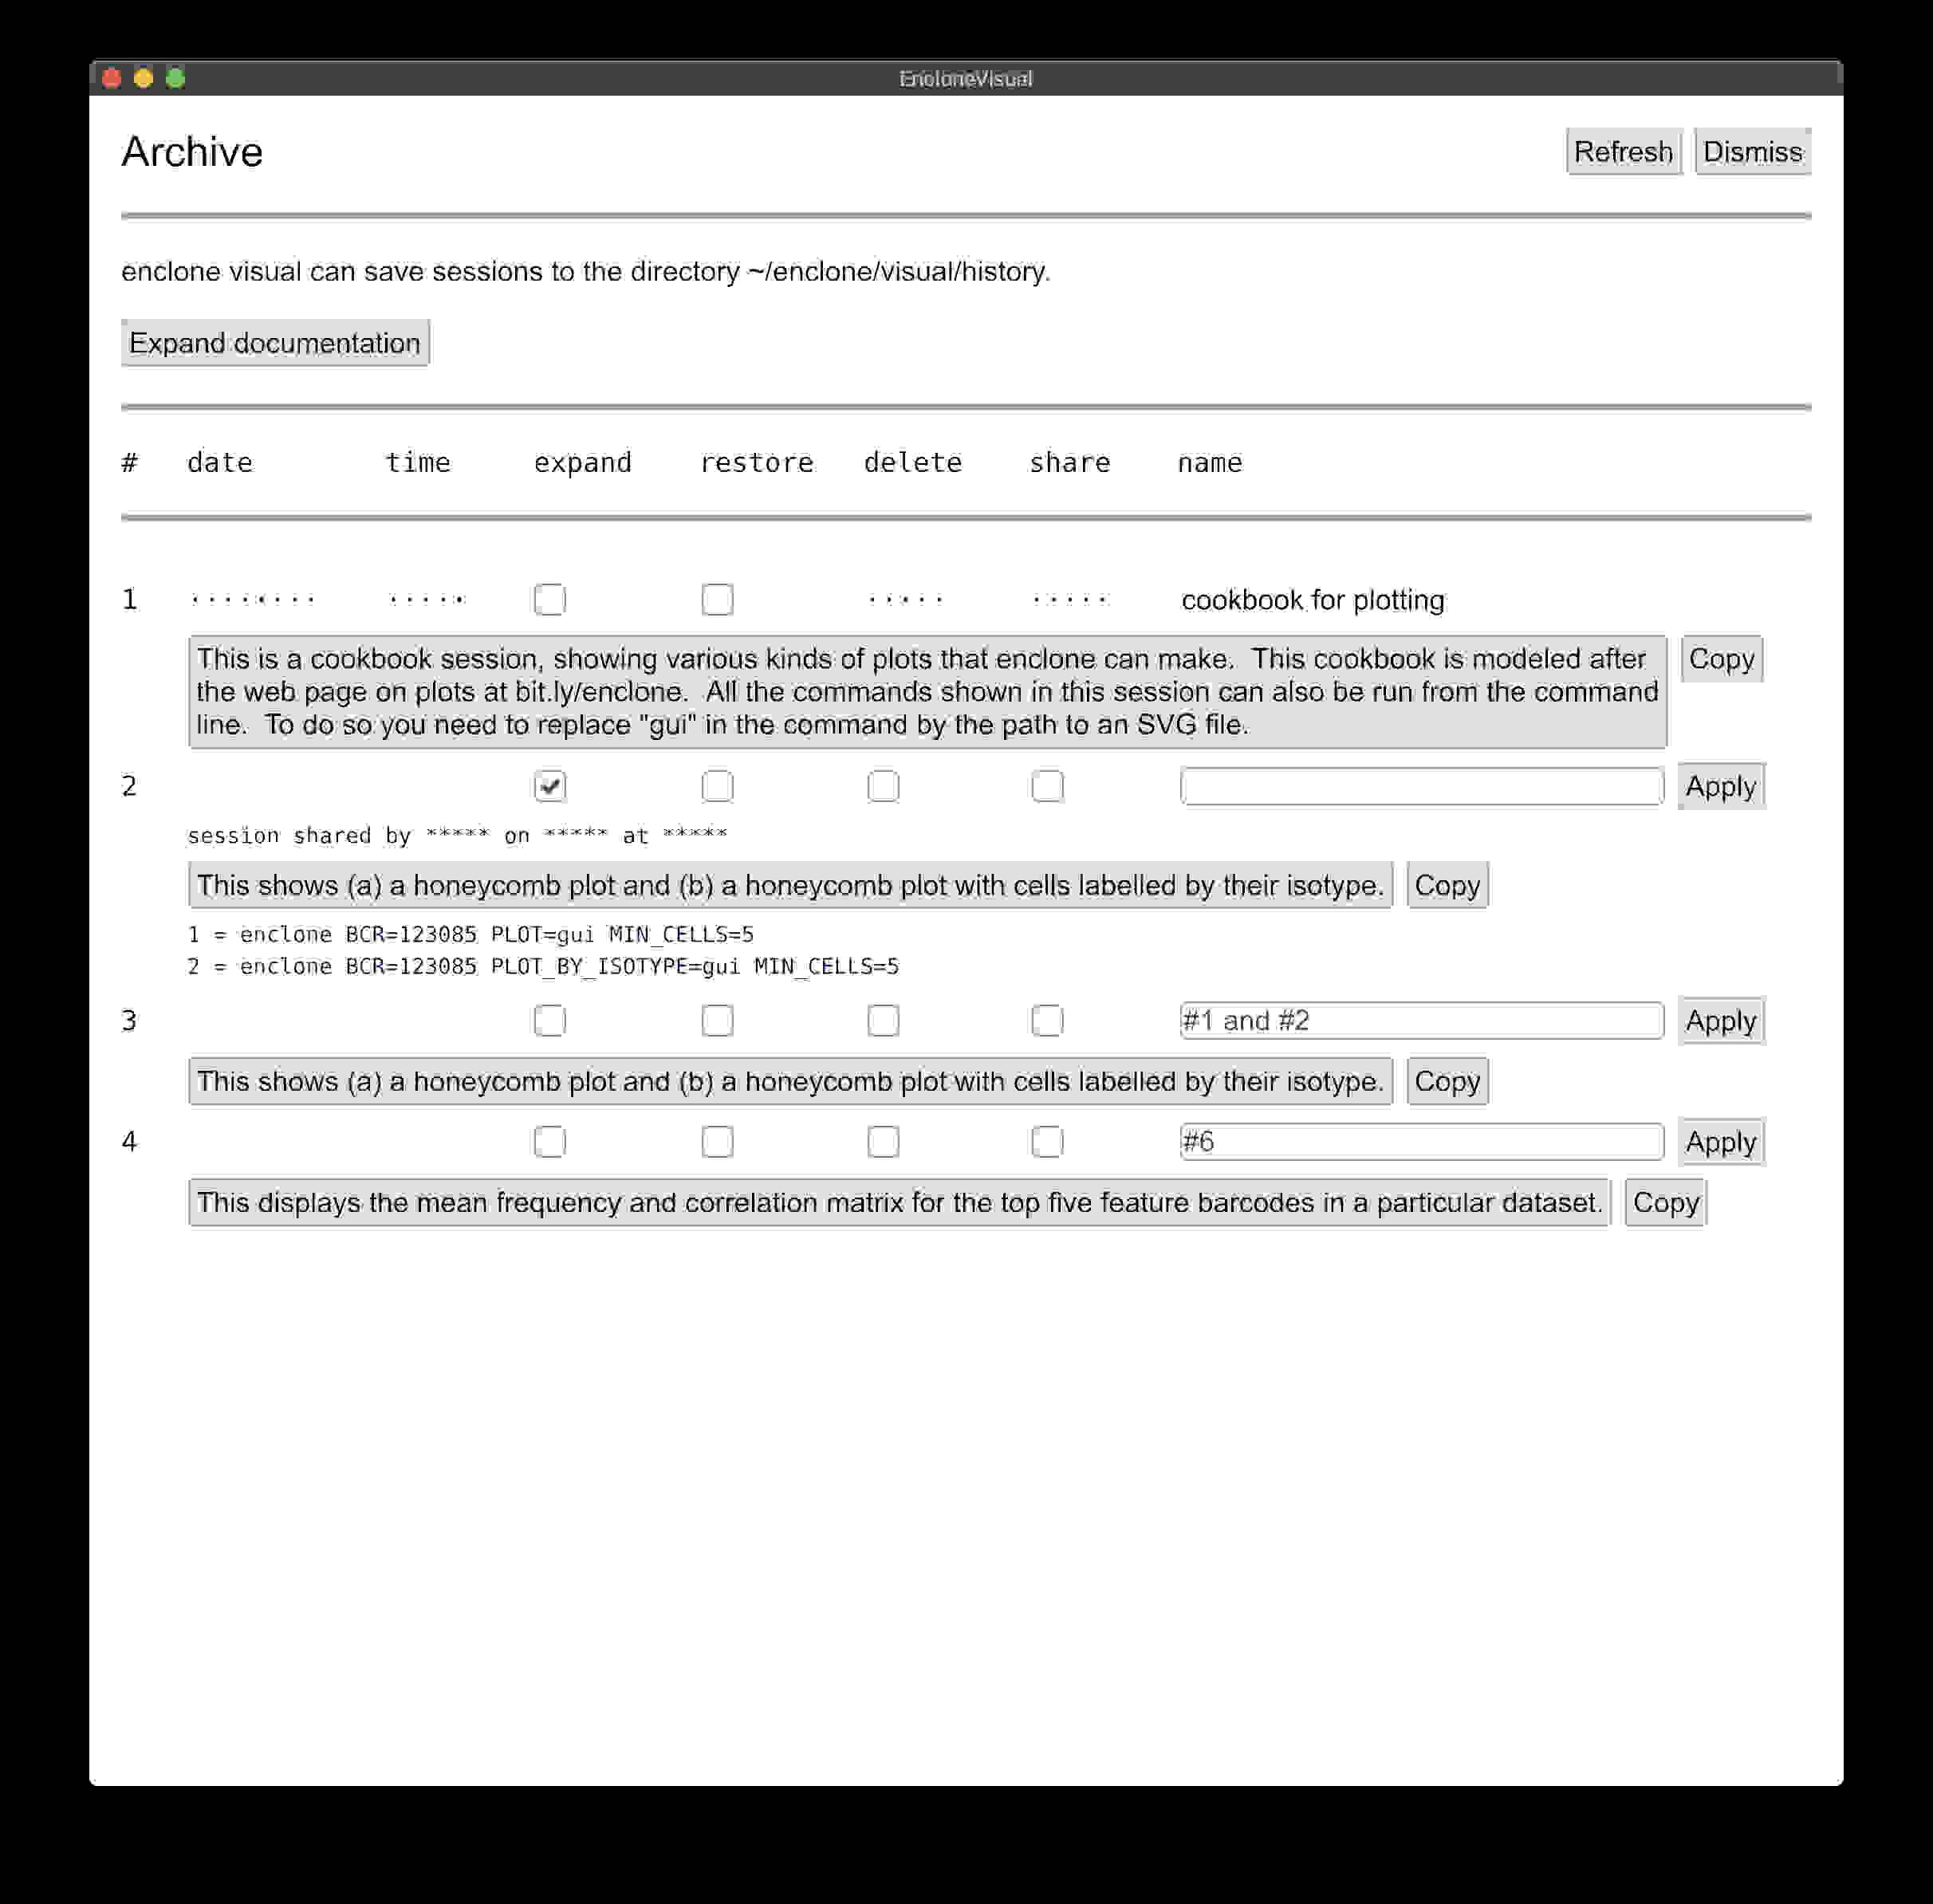 EncloneVisual
Archive Refresh Dismiss
enclone visual can save sessions to the directory ~/enclone/visual/history.
Expand documentation
# date time expand restore delete share name
1 ········ ····· ····· ····· cookbook for plotting
This is a cookbook session, showing various kinds of plots that enclone can make. This cookbook is modeled after Copy
the web page on plots at bit.ly/enclone. All the commands shown in this session can also be run from the command
line. To do so you need to replace "gui" in the command by the path to an SVG file.
2 Apply
session shared by ***** on ***** at *****
This shows (a) a honeycomb plot and (b) a honeycomb plot with cells labelled by their isotype. Copy
1 = enclone BCR=123085 PLOT=gui MIN_CELLS=5
2 = enclone BCR=123085 PLOT_BY_ISOTYPE=gui MIN_CELLS=5
3 #1 and #2 Apply
This shows (a) a honeycomb plot and (b) a honeycomb plot with cells labelled by their isotype. Copy
4 #6 Apply
This displays the mean frequency and correlation matrix for the top five feature barcodes in a particular dataset. Copy